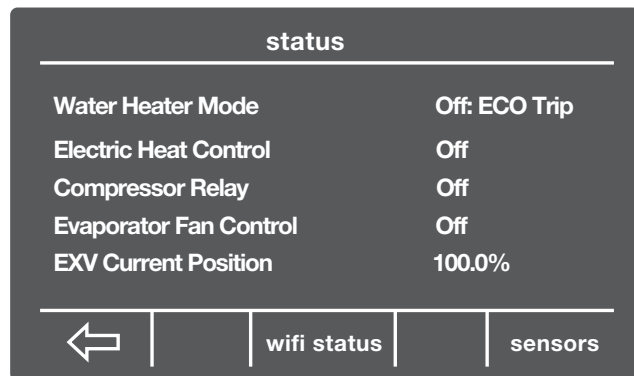 status
Water Heater Mode Off: ECO Trip
Electric Heat Control Off
Compressor Relay Off
Evaporator Fan Control Off
EXV Current Position 100.0%
wifi status sensors